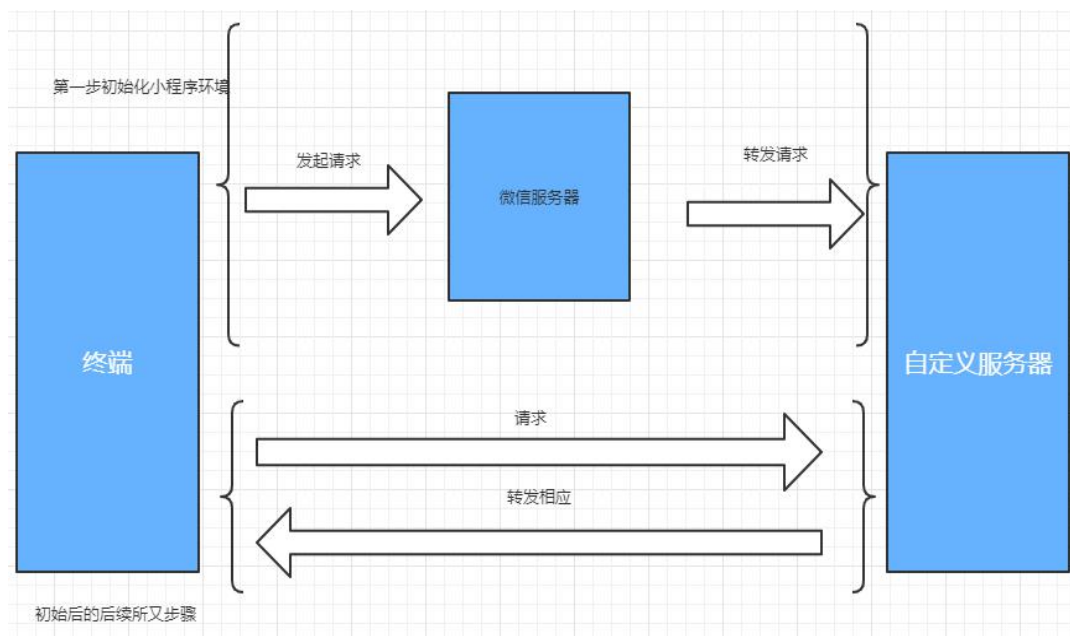 第一步初始化小程序环境
发起请求
转发请求
微信服务器
终端
自定义服务器
请求
转发相应
初始后的后续所又步骤